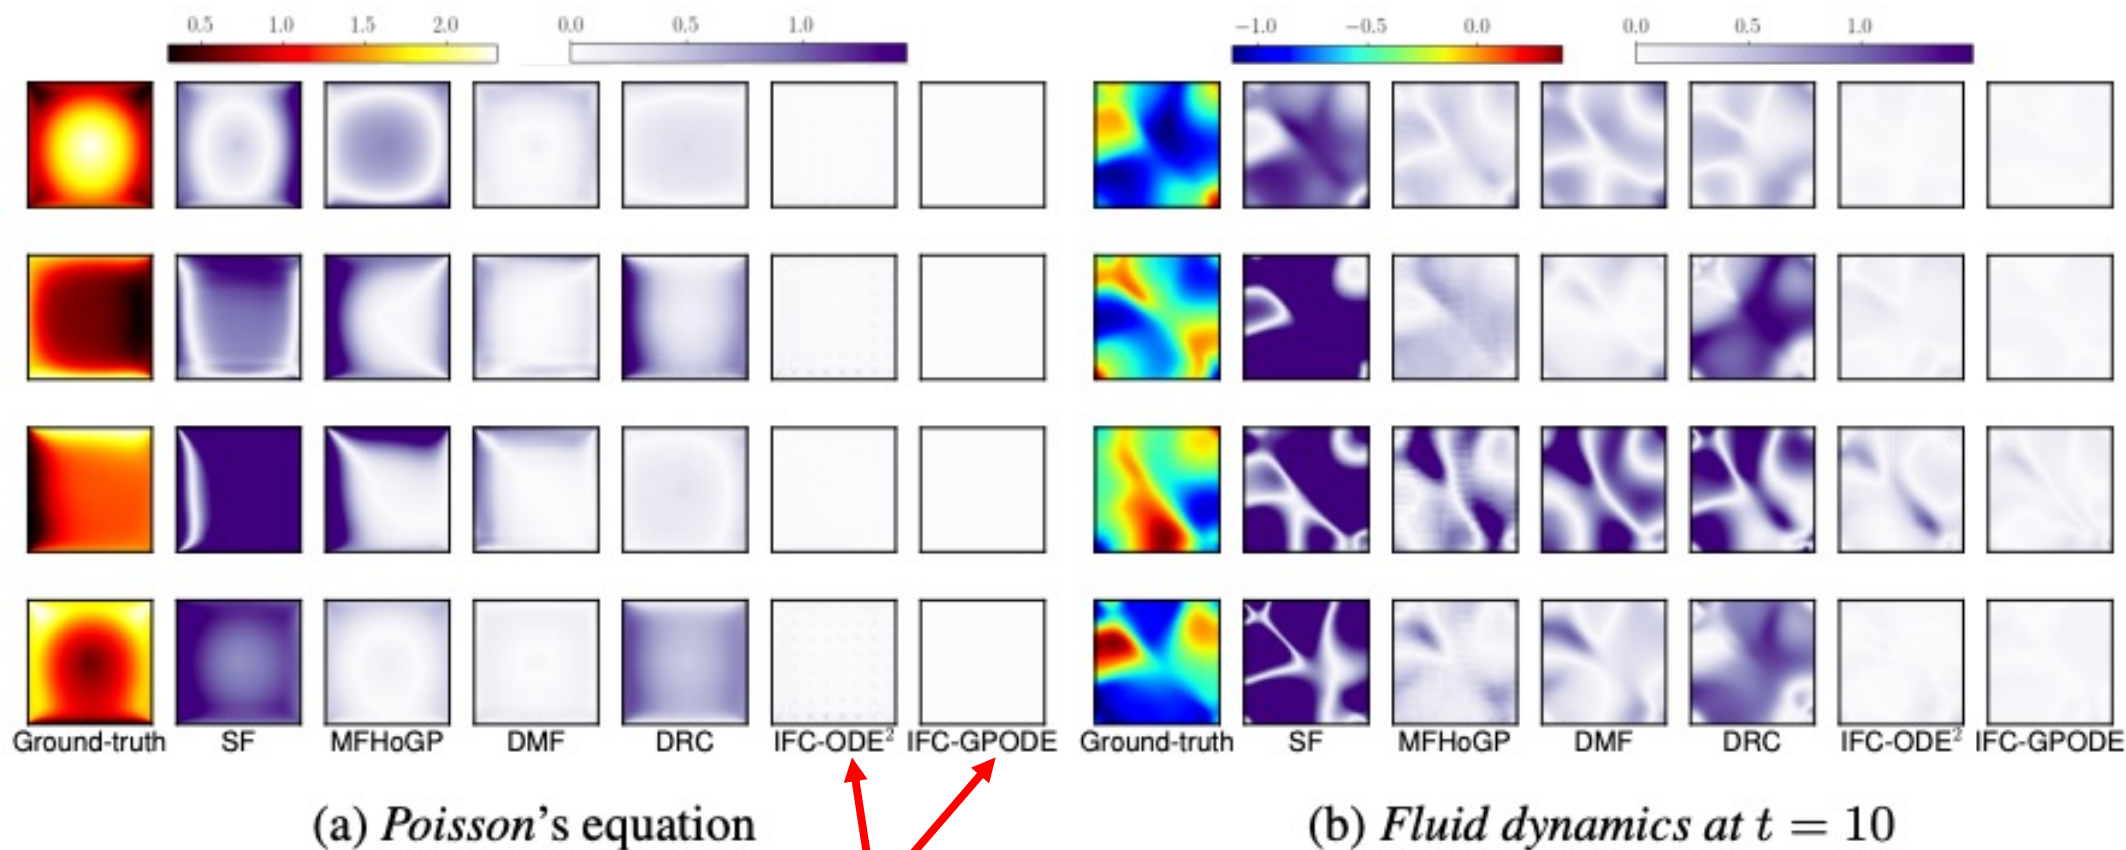 0.5 1.0 1.5 2.0 0.0 0.5 1.0 −1.0 −0.5 0.0 0.0 0.5 1.0
Ground-truth SF MFHoGP DMF DRC IFC-ODE² IFC-GPODE Ground-truth SF MFHoGP DMF DRC IFC-ODE² IFC-GPODE
(a) Poisson's equation (b) Fluid dynamics at t = 10